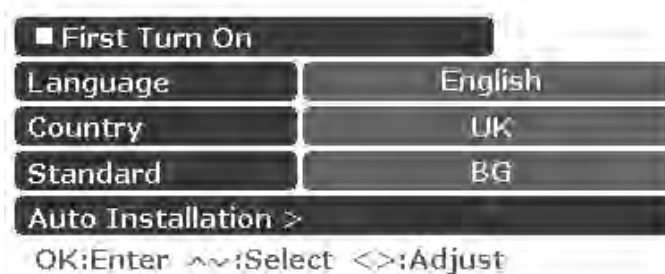 First Turn On
Language English
Country UK
Standard BG
Auto Installation >
OK:Enter ^v:Select <>:Adjust